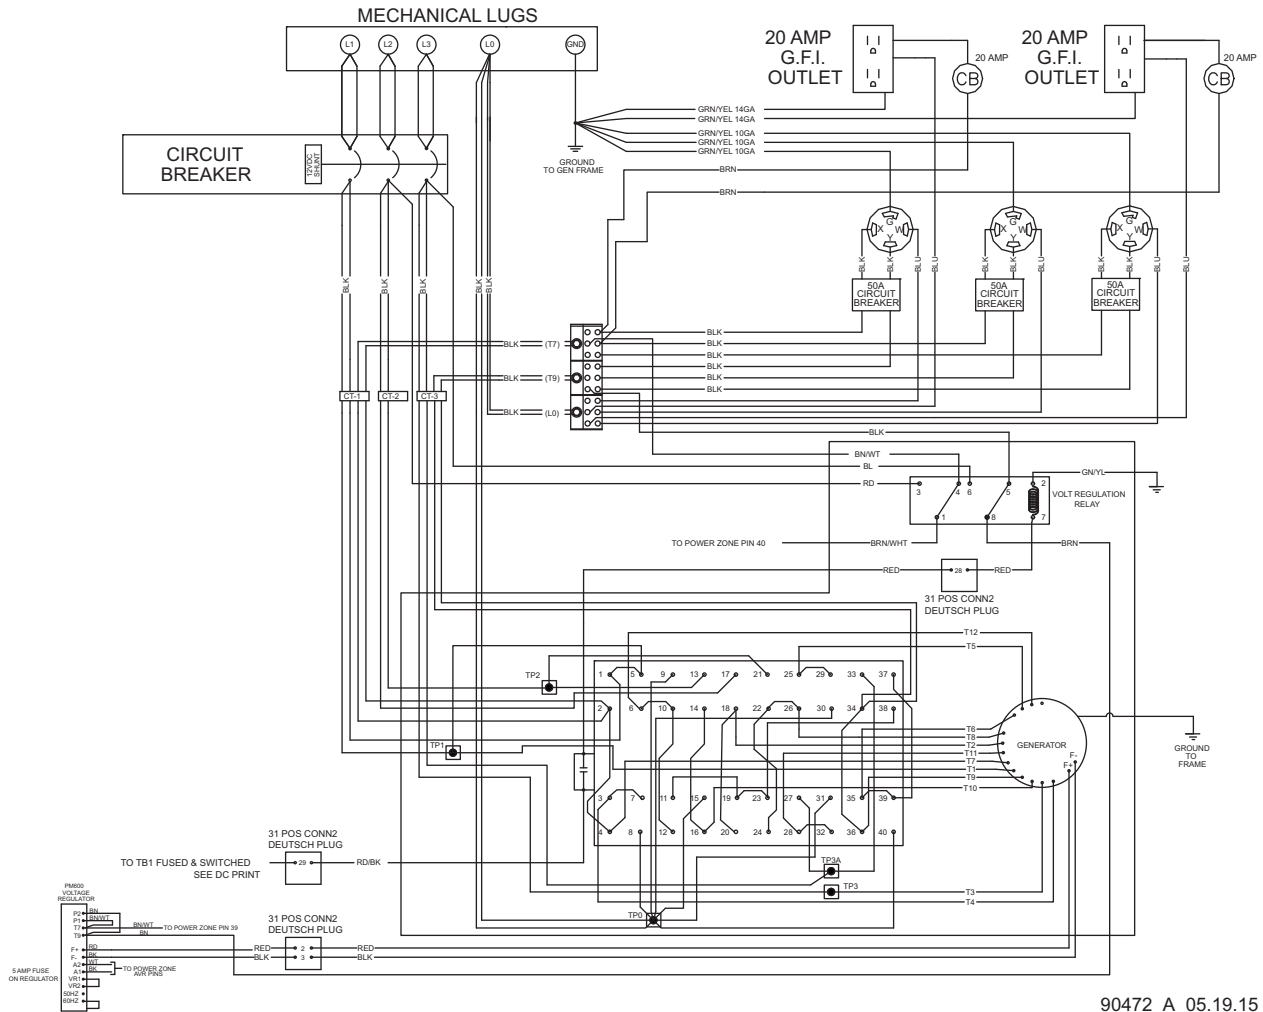 MECHANICAL LUGS
L1
L2
L3
L0
GND
20 AMP
G.F.I.
OUTLET
20 AMP
CB
20 AMP
G.F.I.
OUTLET
20 AMP
CB
CIRCUIT
BREAKER
12VDC
SHUNT
GROUND
TO GEN FRAME
GRN/YEL 14GA
GRN/YEL 14GA
GRN/YEL 10GA
GRN/YEL 10GA
GRN/YEL 10GA
BRN
BRN
G
X
W
Y
G
X
W
Y
G
X
W
Y
BLK
BLK
BLU
BLU
BLK
BLK
BLU
BLK
BLK
BLU
BLU
50A
CIRCUIT
BREAKER
50A
CIRCUIT
BREAKER
50A
CIRCUIT
BREAKER
BLK
BLK
BLK
BLK
BLK
BLK (T7)
BLK (T9)
BLK (L0)
BLK
BLK
BLK
BLK
BLK
BLK
CT-1
CT-2
CT-3
BLK
BN/WT
BL
RD
3
4
6
5
2
1
8
7
GN/YL
VOLT REGULATION
RELAY
TO POWER ZONE PIN 40
BRN/WHT
BRN
RED
28
RED
31 POS CONN2
DEUTSCH PLUG
T12
T5
TP2
TP1
1 5 9 13 17 21 25 29 33 37
2 6 10 14 18 22 26 30 34 38
3 7 11 15 19 23 27 31 35 39
4 8 12 16 20 24 28 32 36 40
T6
T8
T2
T11
T7
T1
T9
T10
GENERATOR
F-
F+
GROUND
TO
FRAME
TP3A
TP3
TP0
T3
T4
31 POS CONN2
DEUTSCH PLUG
TO TB1 FUSED & SWITCHED
SEE DC PRINT
29
RD/BK
PM600
VOLTAGE
REGULATOR
P2
P1
T7
T9
F+
F-
A2
A1
VR1
VR2
50HZ
60HZ
BN
BN/WT
BN/WT
BN
TO POWER ZONE PIN 39
RD
BK
WT
BK
TO POWER ZONE
AVR PINS
5 AMP FUSE
ON REGULATOR
31 POS CONN2
DEUTSCH PLUG
RED
2
RED
BLK
3
BLK
90472 A 05.19.15